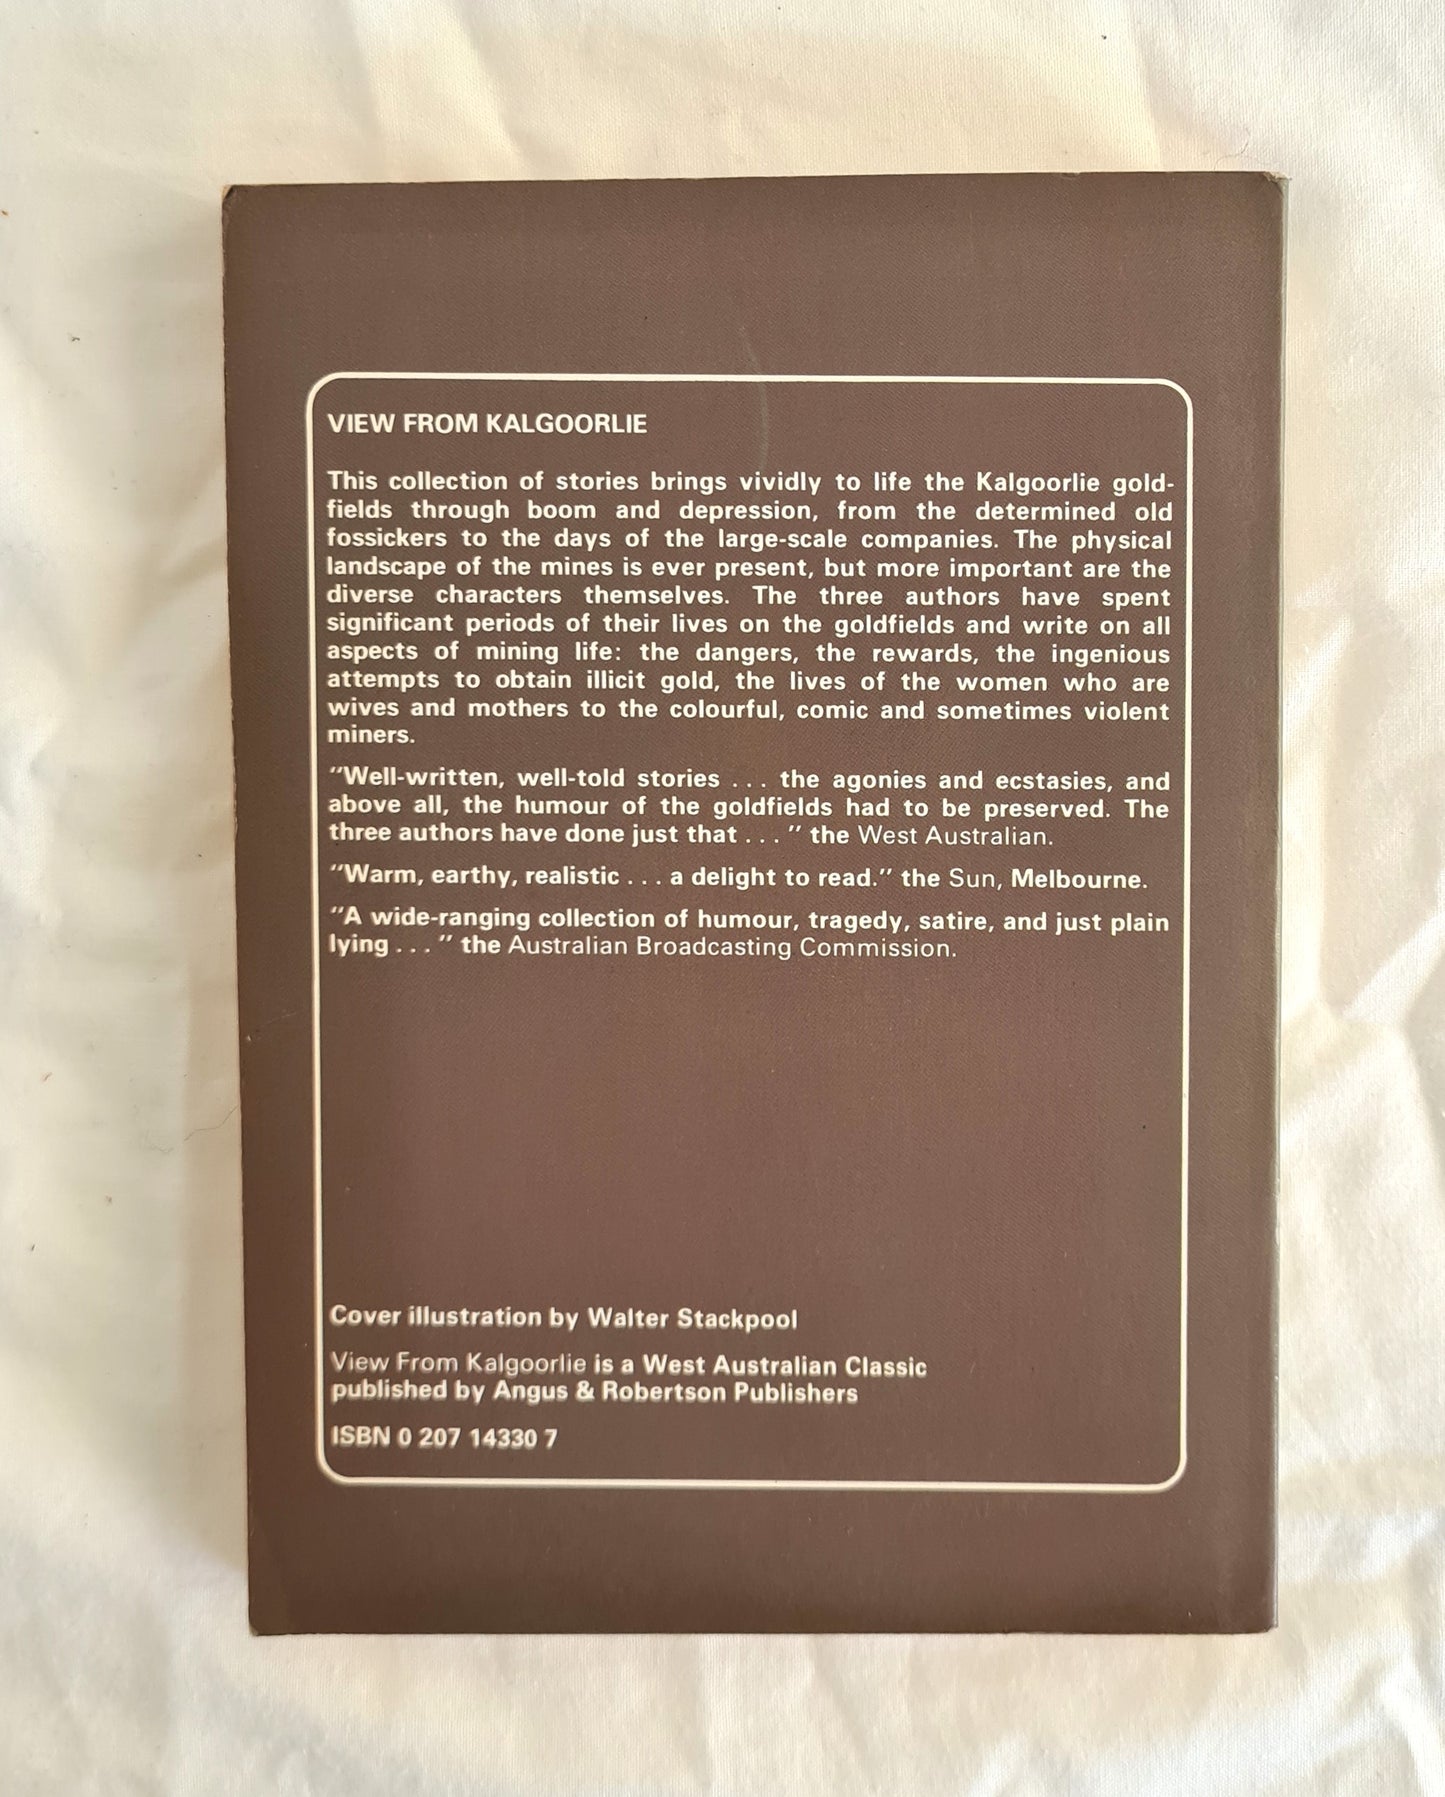 VIEW FROM KALGOORLIE
This collection of stories brings vividly to life the Kalgoorlie gold-
fields through boom and depression, from the determined old
fossickers to the days of the large-scale companies. The physical
landscape of the mines is ever present, but more important are the
diverse characters themselves. The three authors have spent
significant periods of their lives on the goldfields and write on all
aspects of mining life: the dangers, the rewards, the ingenious
attempts to obtain illicit gold, the lives of the women who are
wives and mothers to the colourful, comic and sometimes violent
miners.
"Well-written, well-told stories . . . the agonies and ecstasies, and
above all, the humour of the goldfields had to be preserved. The
three authors have done just that . . . " the West Australian.
"Warm, earthy, realistic . . . a delight to read." the Sun, Melbourne.
"A wide-ranging collection of humour, tragedy, satire, and just plain
lying . . . " the Australian Broadcasting Commission.
Cover illustration by Walter Stackpool
View From Kalgoorlie is a West Australian Classic
published by Angus & Robertson Publishers
ISBN 0 207 14330 7